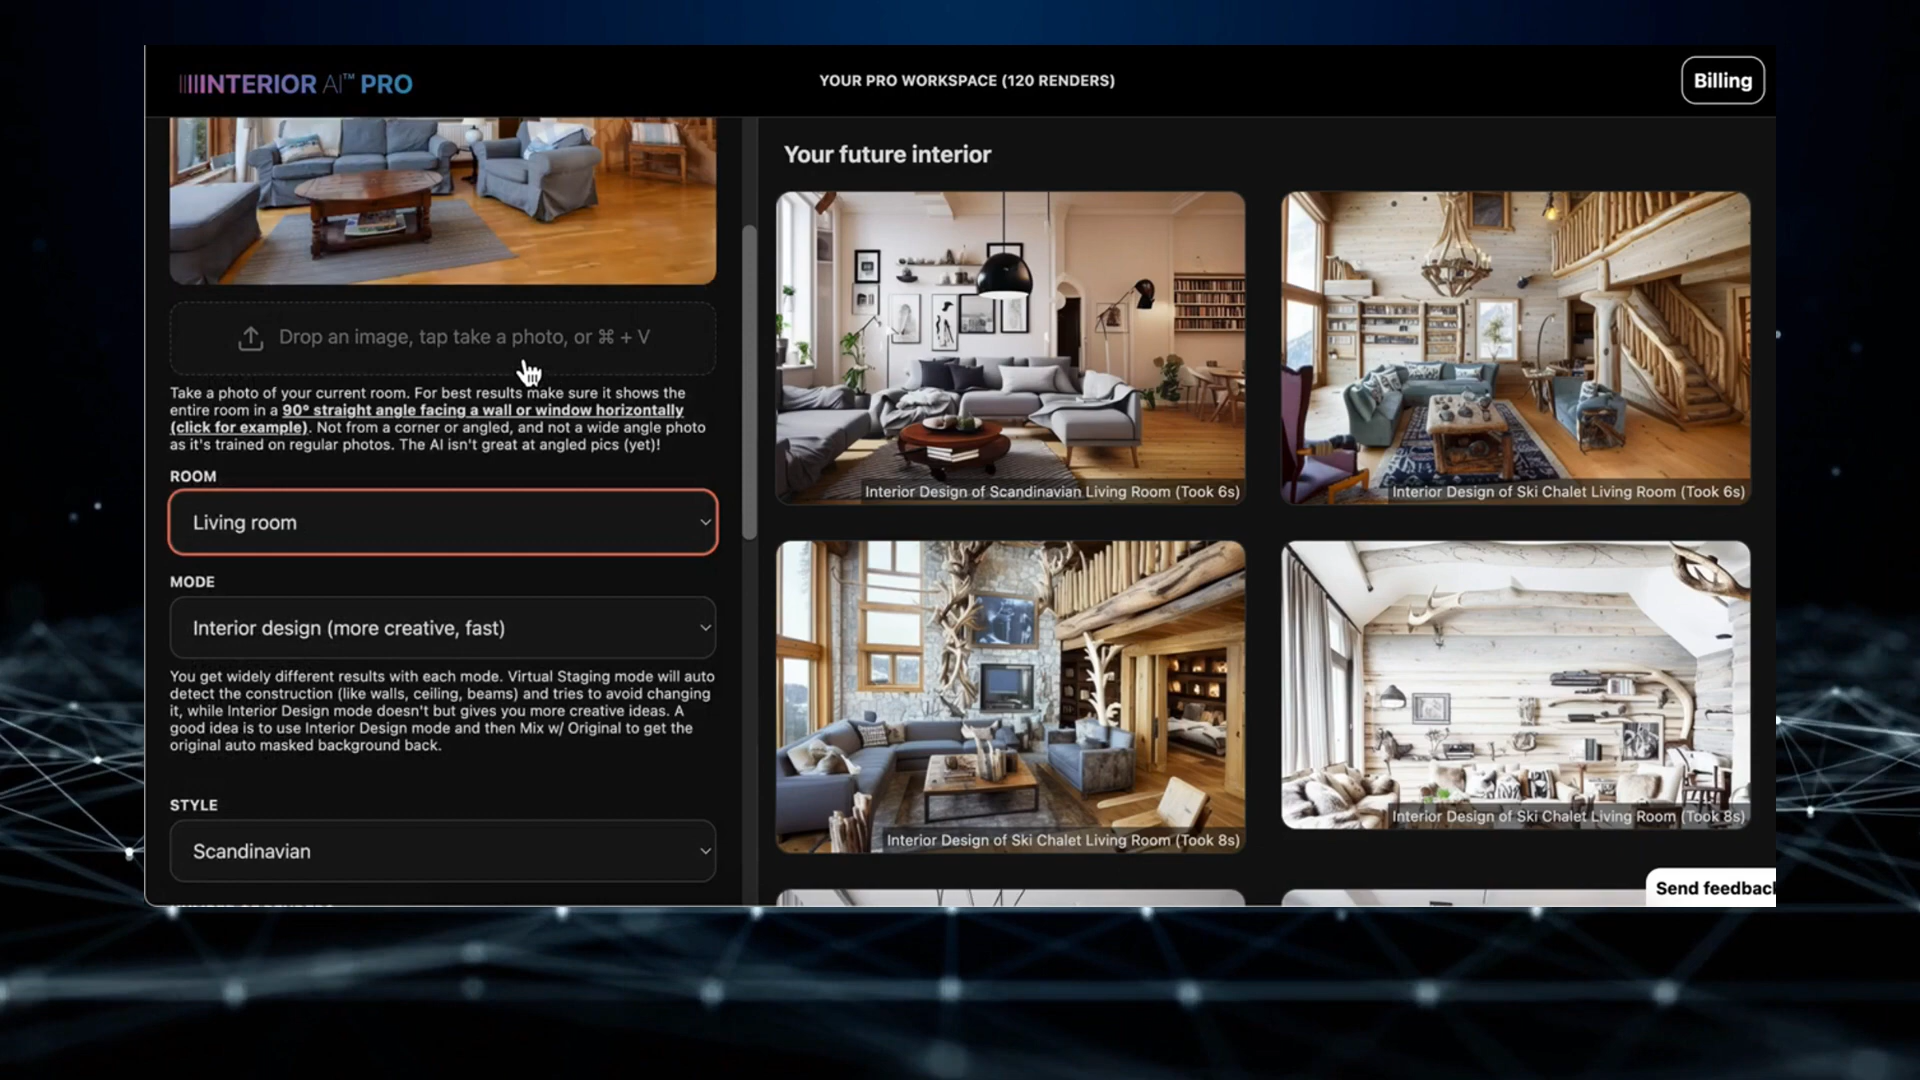 INTERIOR AI™ PRO
YOUR PRO WORKSPACE (120 RENDERS)
Billing
Drop an image, tap take a photo, or ⌘ + V
Take a photo of your current room. For best results make sure it shows the
entire room in a 90° straight angle facing a wall or window horizontally
(click for example). Not from a corner or angled, and not a wide angle photo
as it's trained on regular photos. The AI isn't great at angled pics (yet)!
ROOM
Living room
MODE
Interior design (more creative, fast)
You get widely different results with each mode. Virtual Staging mode will auto
detect the construction (like walls, ceiling, beams) and tries to avoid changing
it, while Interior Design mode doesn't but gives you more creative ideas. A
good idea is to use Interior Design mode and then Mix w/ Original to get the
original auto masked background back.
STYLE
Scandinavian
Your future interior
Interior Design of Scandinavian Living Room (Took 6s)
Interior Design of Ski Chalet Living Room (Took 6s)
Interior Design of Ski Chalet Living Room (Took 8s)
Interior Design of Ski Chalet Living Room (Took 8s)
Send feedback